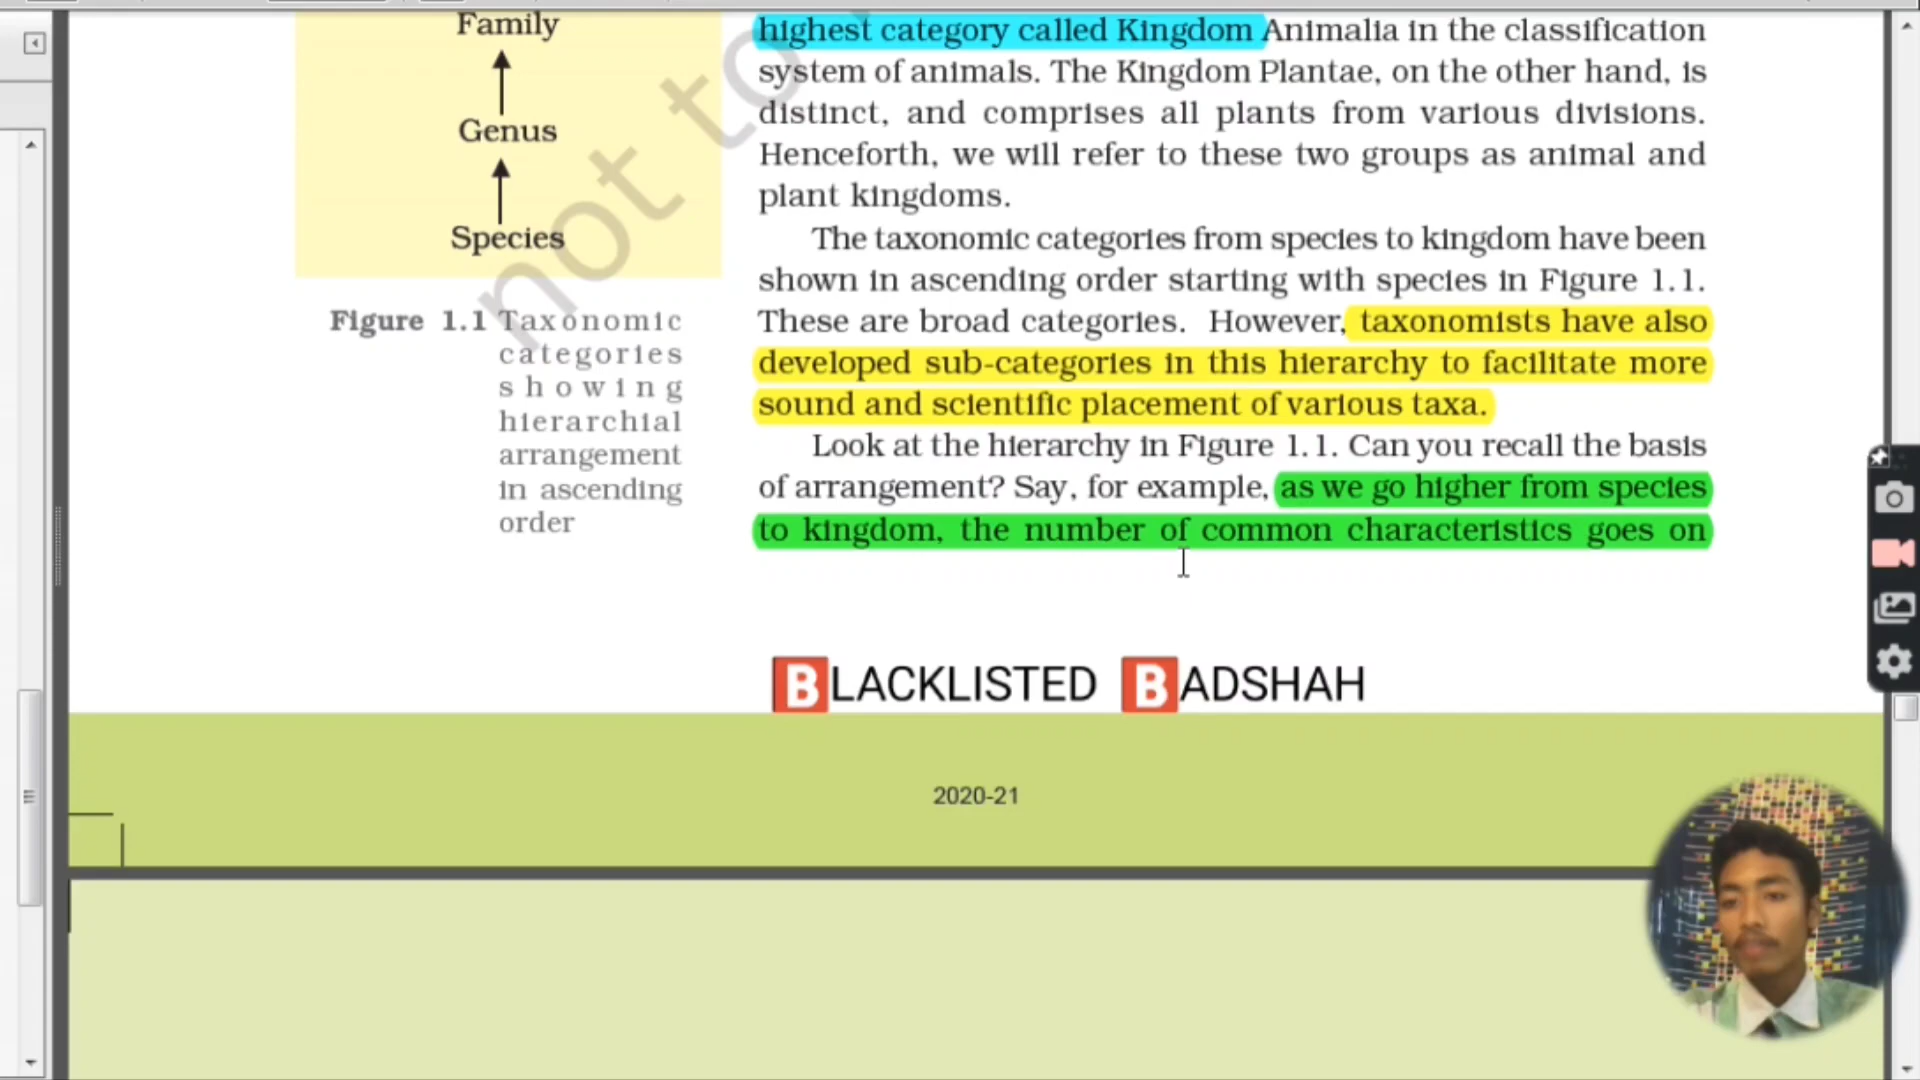 Family
Genus
Species
Figure 1.1 Taxonomic
categories
showing
hierarchial
arrangement
in ascending
order
highest category called Kingdom Animalia in the classification
system of animals. The Kingdom Plantae, on the other hand, is
distinct, and comprises all plants from various divisions.
Henceforth, we will refer to these two groups as animal and
plant kingdoms.
The taxonomic categories from species to kingdom have been
shown in ascending order starting with species in Figure 1.1.
These are broad categories. However, taxonomists have also
developed sub-categories in this hierarchy to facilitate more
sound and scientific placement of various taxa.
Look at the hierarchy in Figure 1.1. Can you recall the basis
of arrangement? Say, for example, as we go higher from species
to kingdom, the number of common characteristics goes on
not to
BLACKLISTED BADSHAH
2020-21